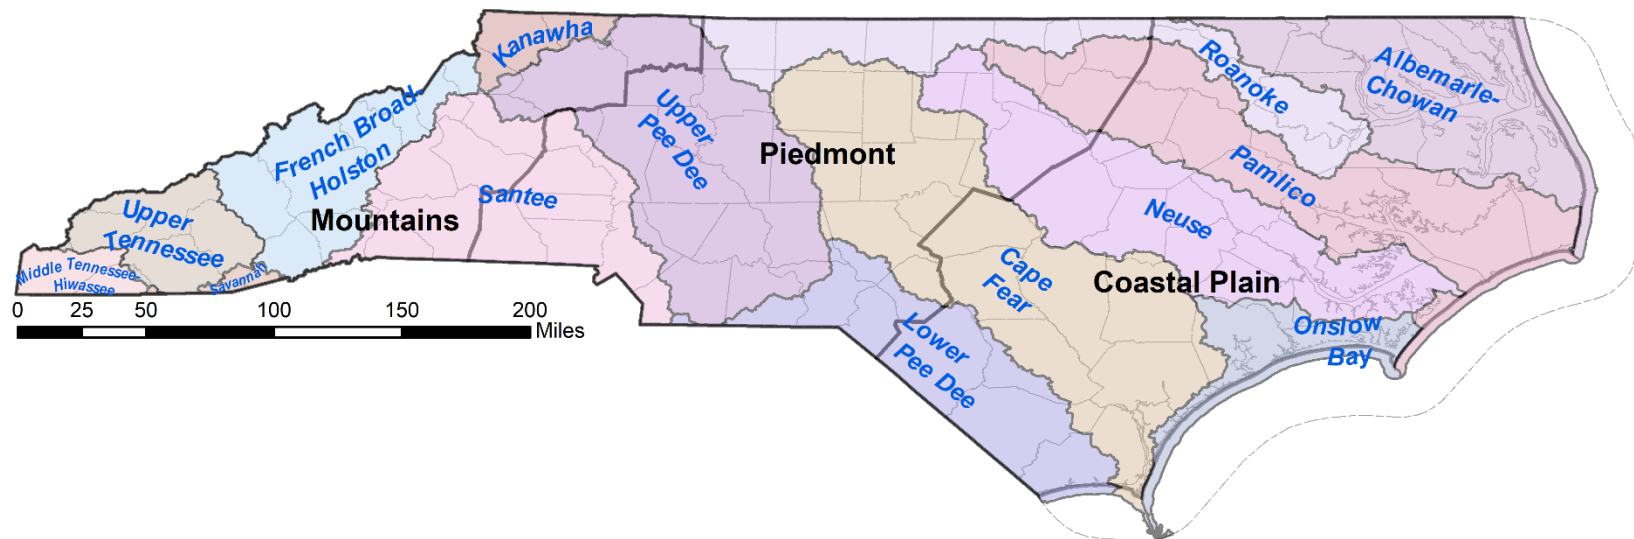 Kanawha
French Broad-
Holston
Upper
Tennessee
Middle Tennessee-
Hiwassee
Savannah
Mountains
Santee
Upper
Pee Dee
Piedmont
Roanoke
Albemarle-
Chowan
Pamlico
Neuse
Cape
Fear
Coastal Plain
Lower
Pee Dee
Onslow
Bay
0 25 50 100 150 200
Miles